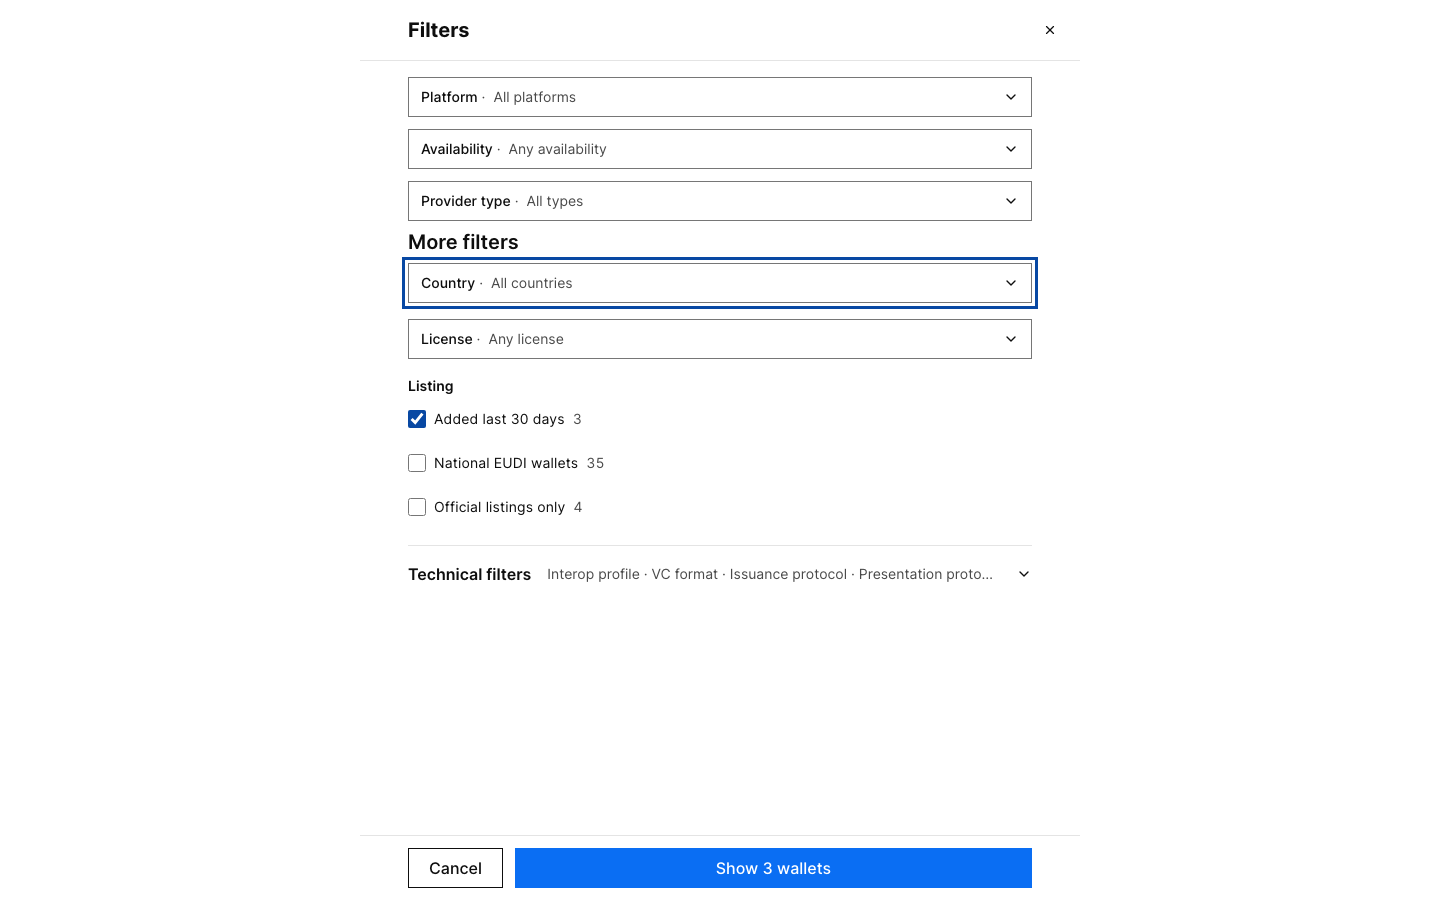 Filters
Platform · All platforms
Availability · Any availability
Provider type · All types
More filters
Country · All countries
License · Any license
Listing
Added last 30 days 3
National EUDI wallets 35
Official listings only 4
Technical filters Interop profile · VC format · Issuance protocol · Presentation proto...
Cancel Show 3 wallets